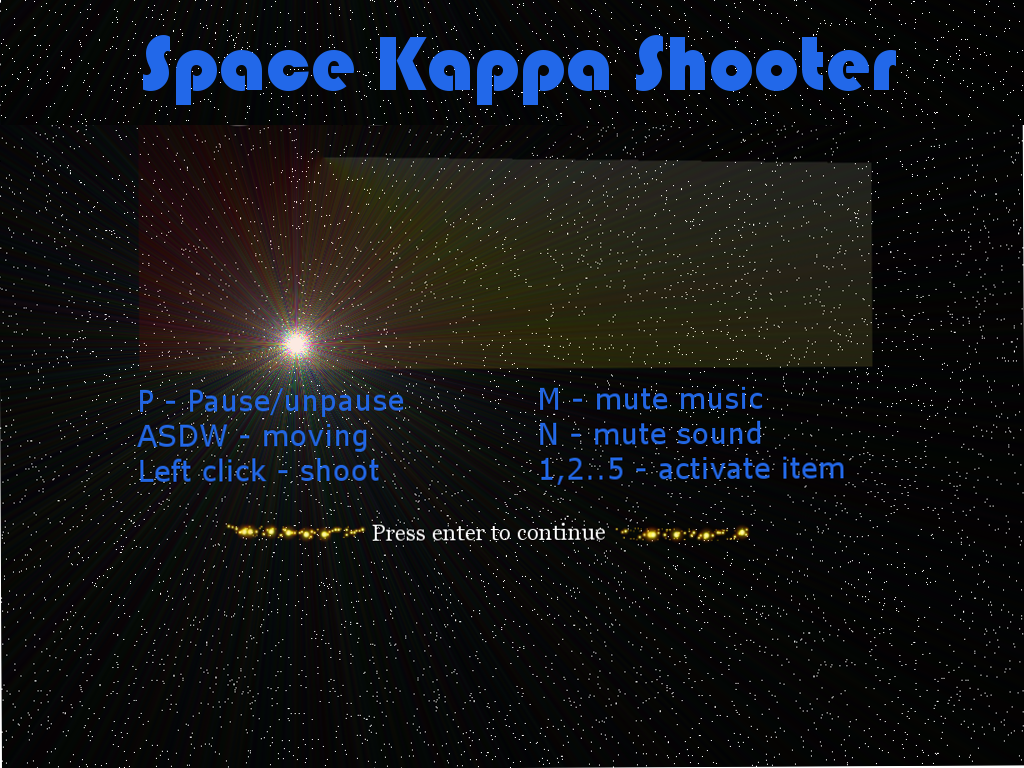 Space Kappa Shooter
P - Pause/unpause
ASDW - moving
Left click - shoot
M - mute music
N - mute sound
1,2..5 - activate item
Press enter to continue